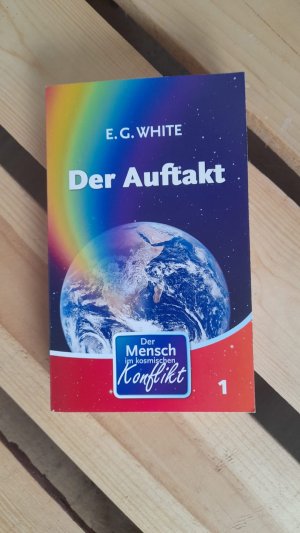 E. G. WHITE
Der Auftakt
Der
Mensch
im kosmischen
Konflikt
1